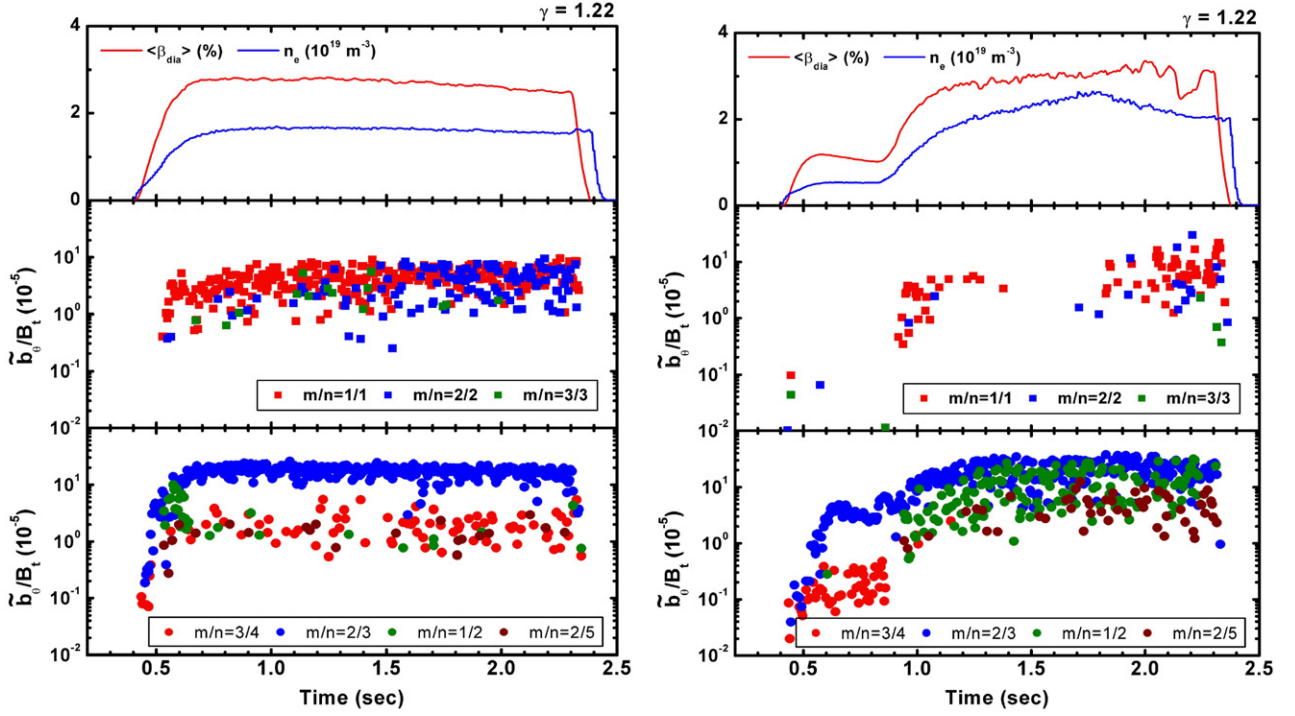 γ = 1.22
4
<β_dia> (%) n_e (10^19 m^-3)
2
0
b̃_θ/B_t (10^-5)
10^1
10^0
10^-1
10^-2
m/n=1/1 m/n=2/2 m/n=3/3
b̃_θ/B_t (10^-5)
10^1
10^0
10^-1
10^-2
m/n=3/4 m/n=2/3 m/n=1/2 m/n=2/5
0.5 1.0 1.5 2.0 2.5
Time (sec)
γ = 1.22
4
<β_dia> (%) n_e (10^19 m^-3)
2
0
b̃_θ/B_t (10^-5)
10^1
10^0
10^-1
10^-2
m/n=1/1 m/n=2/2 m/n=3/3
b̃_θ/B_t (10^-5)
10^1
10^0
10^-1
10^-2
m/n=3/4 m/n=2/3 m/n=1/2 m/n=2/5
0.5 1.0 1.5 2.0 2.5
Time (sec)